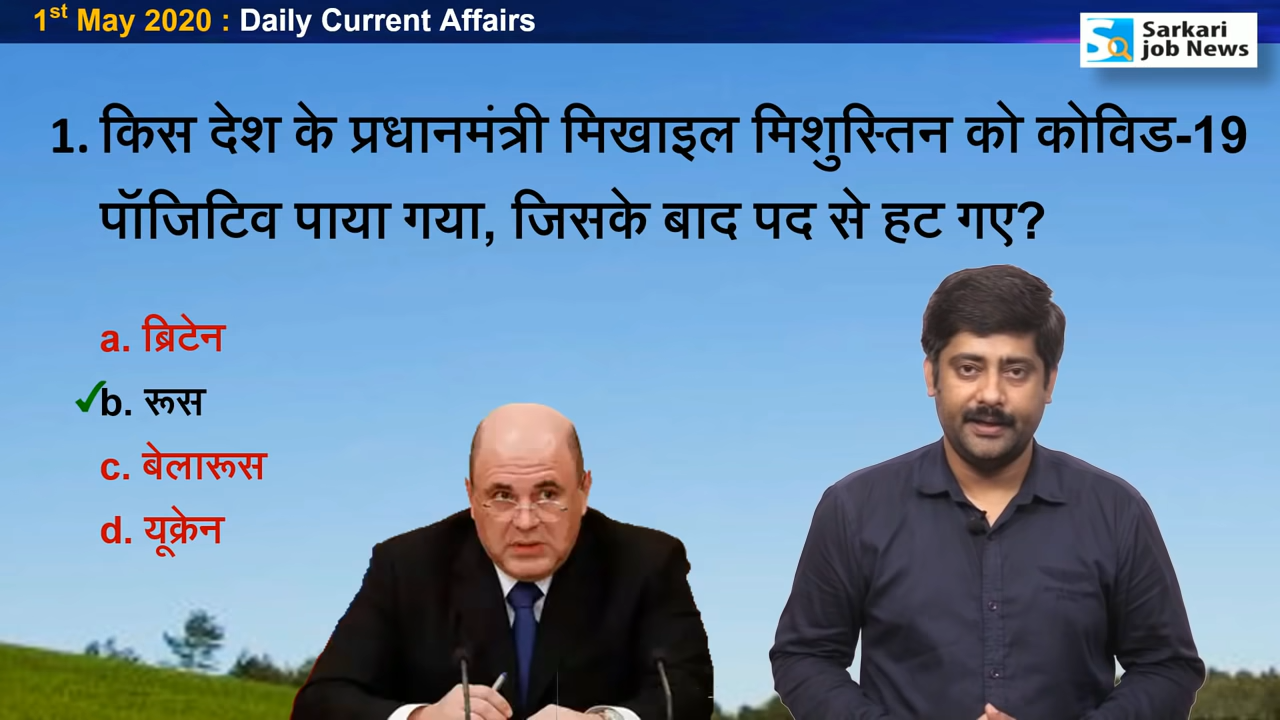 1st May 2020 : Daily Current Affairs
Sarkari
job News
1. किस देश के प्रधानमंत्री मिखाइल मिशुस्तिन को कोविड-19
पॉजिटिव पाया गया, जिसके बाद पद से हट गए?
a. ब्रिटेन
✓b. रूस
c. बेलारूस
d. यूक्रेन